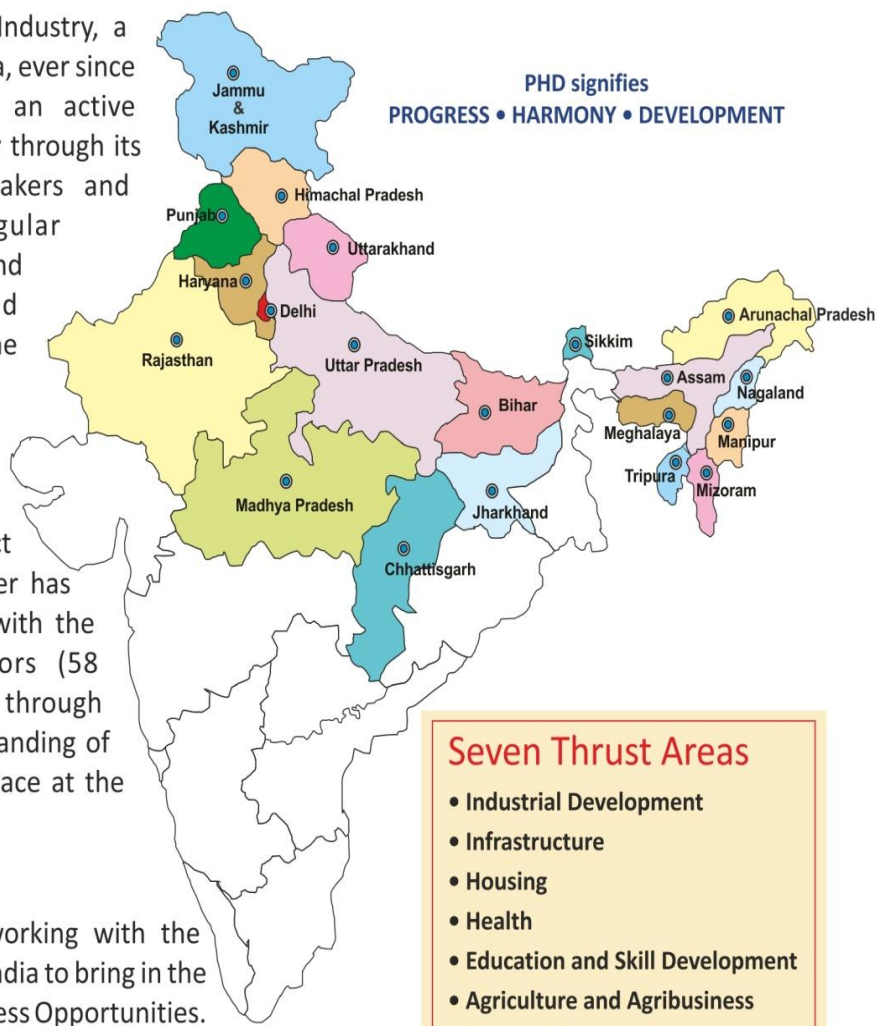 Industry, a
a, ever since
an active
through its
akers and
gular
nd
d
ne
ct
er has
with the
ors (58
through
anding of
ace at the
working with the
ndia to bring in the
ess Opportunities.
PHD signifies
PROGRESS • HARMONY • DEVELOPMENT
Jammu
&
Kashmir
Himachal Pradesh
Punjab
Uttarakhand
Haryana
Delhi
Rajasthan
Uttar Pradesh
Sikkim
Arunachal Pradesh
Assam
Nagaland
Bihar
Meghalaya
Manipur
Tripura
Mizoram
Madhya Pradesh
Jharkhand
Chhattisgarh
Seven Thrust Areas
• Industrial Development
• Infrastructure
• Housing
• Health
• Education and Skill Development
• Agriculture and Agribusiness